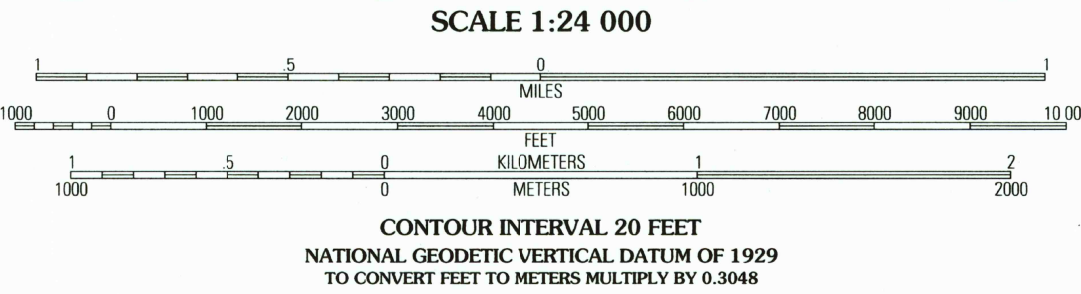 SCALE 1:24 000
1 .5 0 1
MILES
1000 0 1000 2000 3000 4000 5000 6000 7000 8000 9000 10 00
FEET
1 .5 0 KILOMETERS 1 2
1000 0 METERS 1000 2000
CONTOUR INTERVAL 20 FEET
NATIONAL GEODETIC VERTICAL DATUM OF 1929
TO CONVERT FEET TO METERS MULTIPLY BY 0.3048